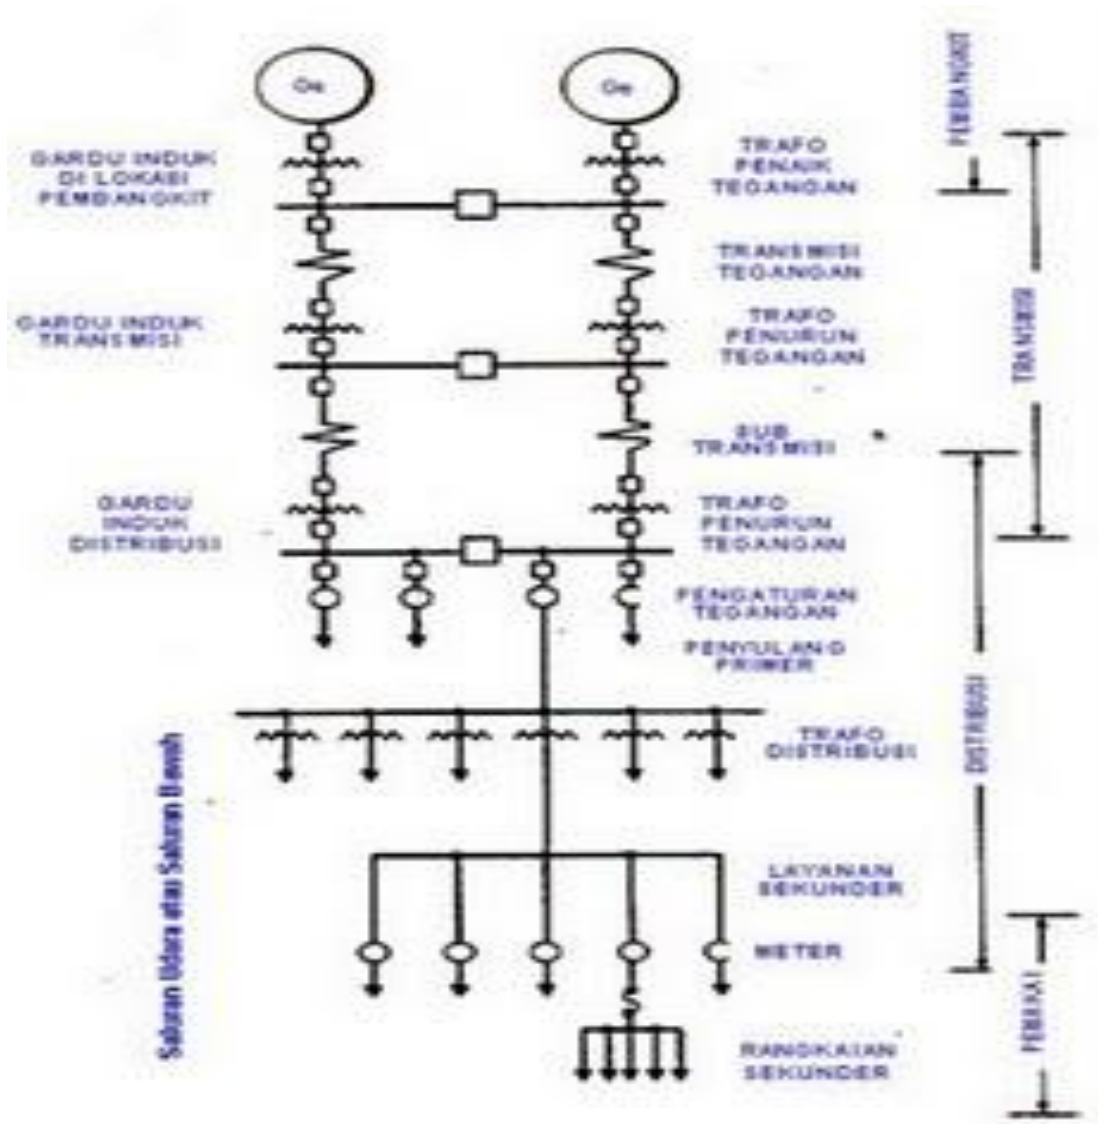 Ge
Ge
GARDU INDUK
DI LOKASI
PEMBANGKIT
TRAFO
PENAIK
TEGANGAN
PEMBANGKIT
TRANSMISI
TEGANGAN
GARDU INDUK
TRANSMISI
TRAFO
PENURUN
TEGANGAN
TRANSMISI
SUB
TRANSMISI
GARDU
INDUK
DISTRIBUSI
TRAFO
PENURUN
TEGANGAN
PENGATURAN
TEGANGAN
PENYULANG
PRIMER
TRAFO
DISTRIBUSI
DISTRIBUSI
Saluran Udara atau Saluran Bawah
LAYANAN
SEKUNDER
METER
PEMAKAI
RANGKAIAN
SEKUNDER